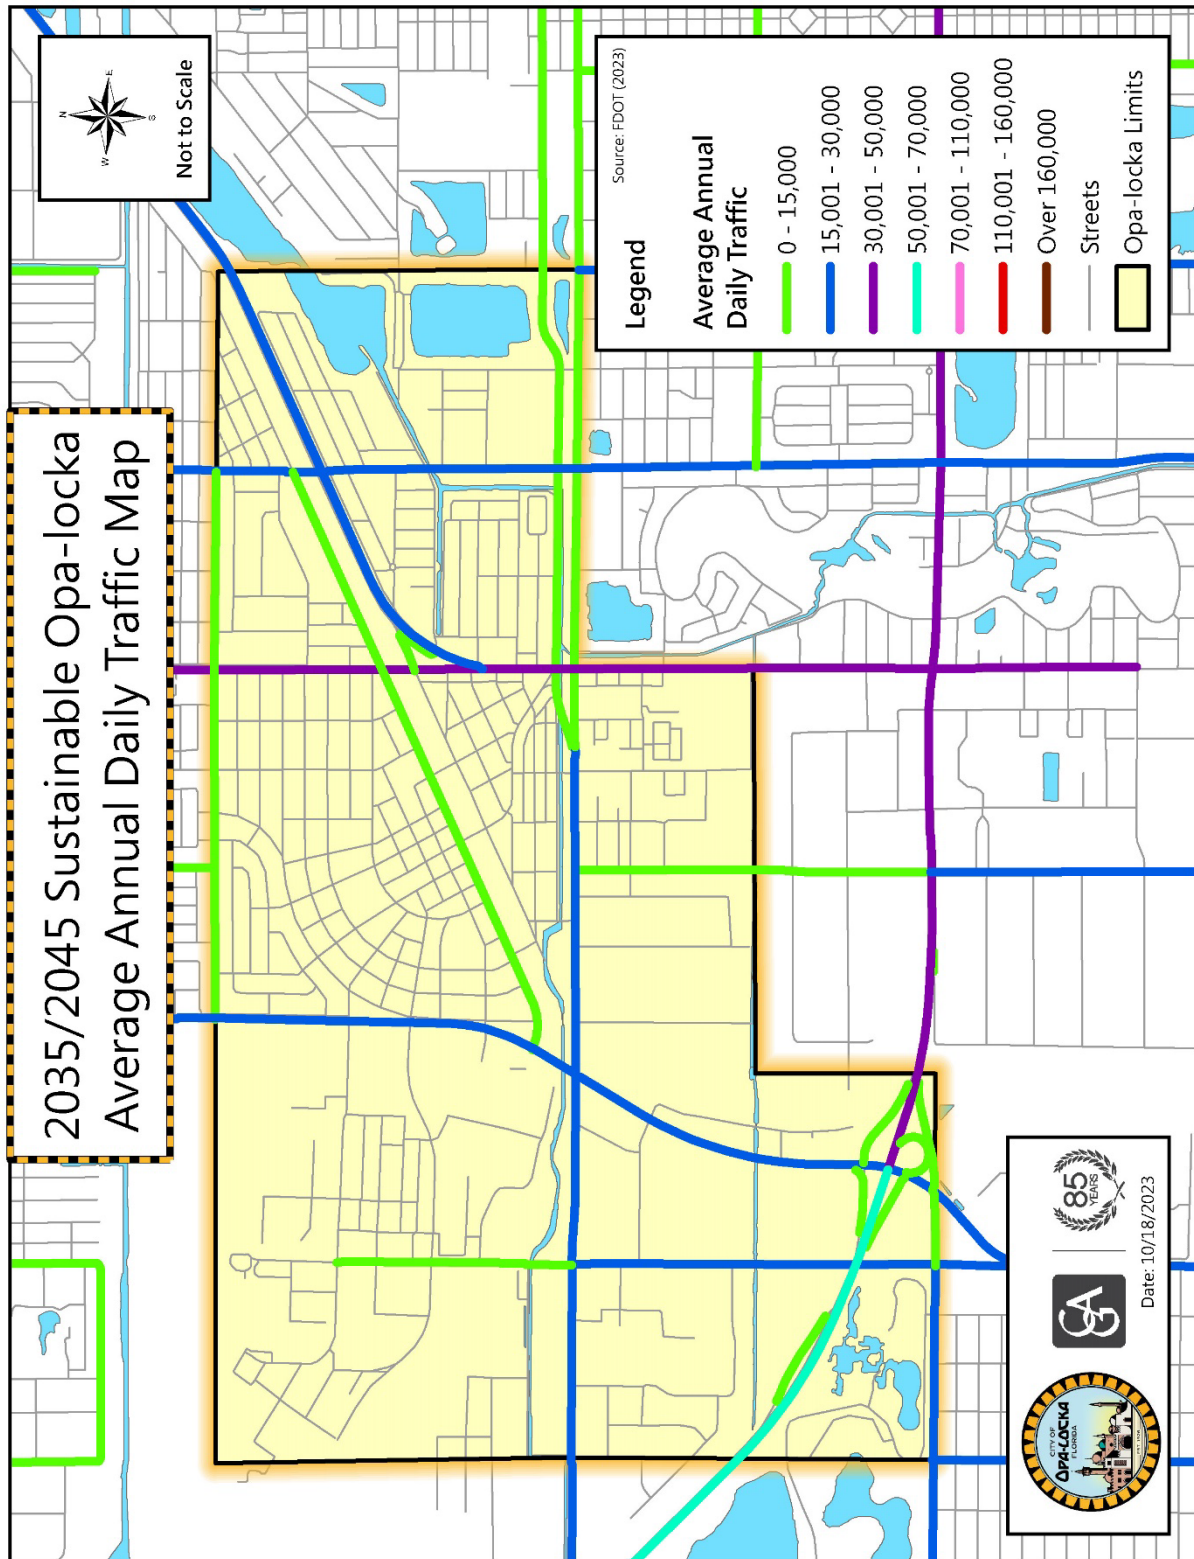 2035/2045 Sustainable Opa-locka
Average Annual Daily Traffic Map
N
W
E
S
Not to Scale
Source: FDOT (2023)
Legend
Average Annual
Daily Traffic
0 - 15,000
15,001 - 30,000
30,001 - 50,000
50,001 - 70,000
70,001 - 110,000
110,001 - 160,000
Over 160,000
Streets
Opa-locka Limits
CITY OF
OPA-LOCKA
FLORIDA
CGA
85
YEARS
Date: 10/18/2023